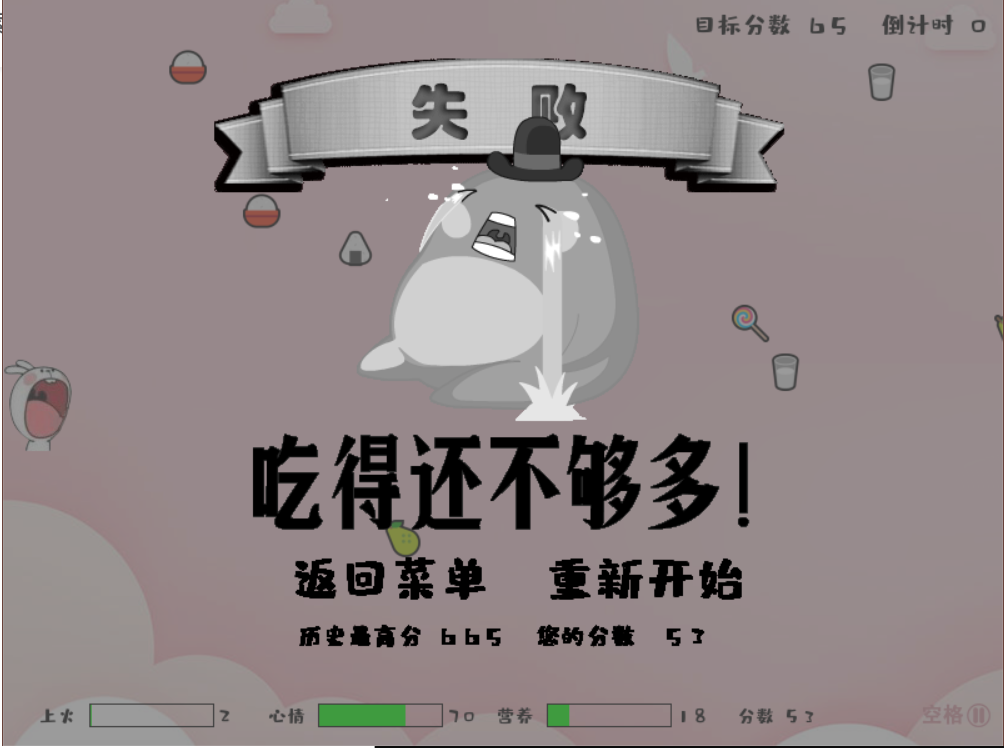 目标分数 65 倒计时 0
失败
吃得还不够多!
返回菜单 重新开始
历史最高分 665 您的分数 53
上火 2 心情 70 营养 18 分数 53 空格